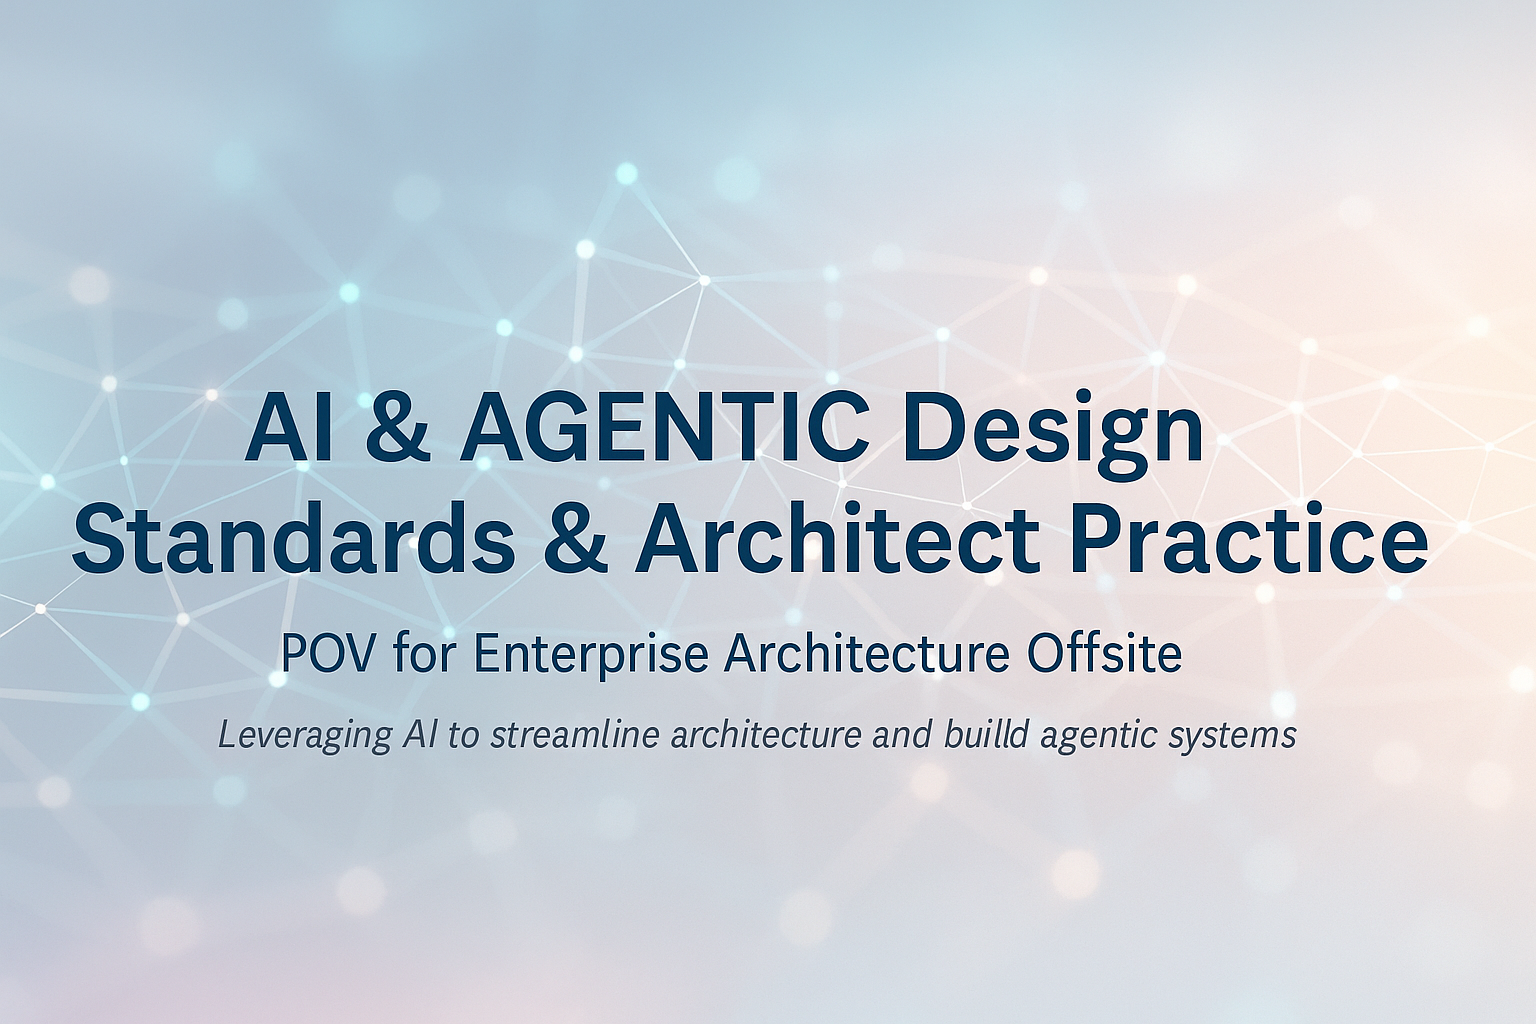 AI & AGENTIC Design
Standards & Architect Practice
POV for Enterprise Architecture Offsite
Leveraging AI to streamline architecture and builld agentic systems